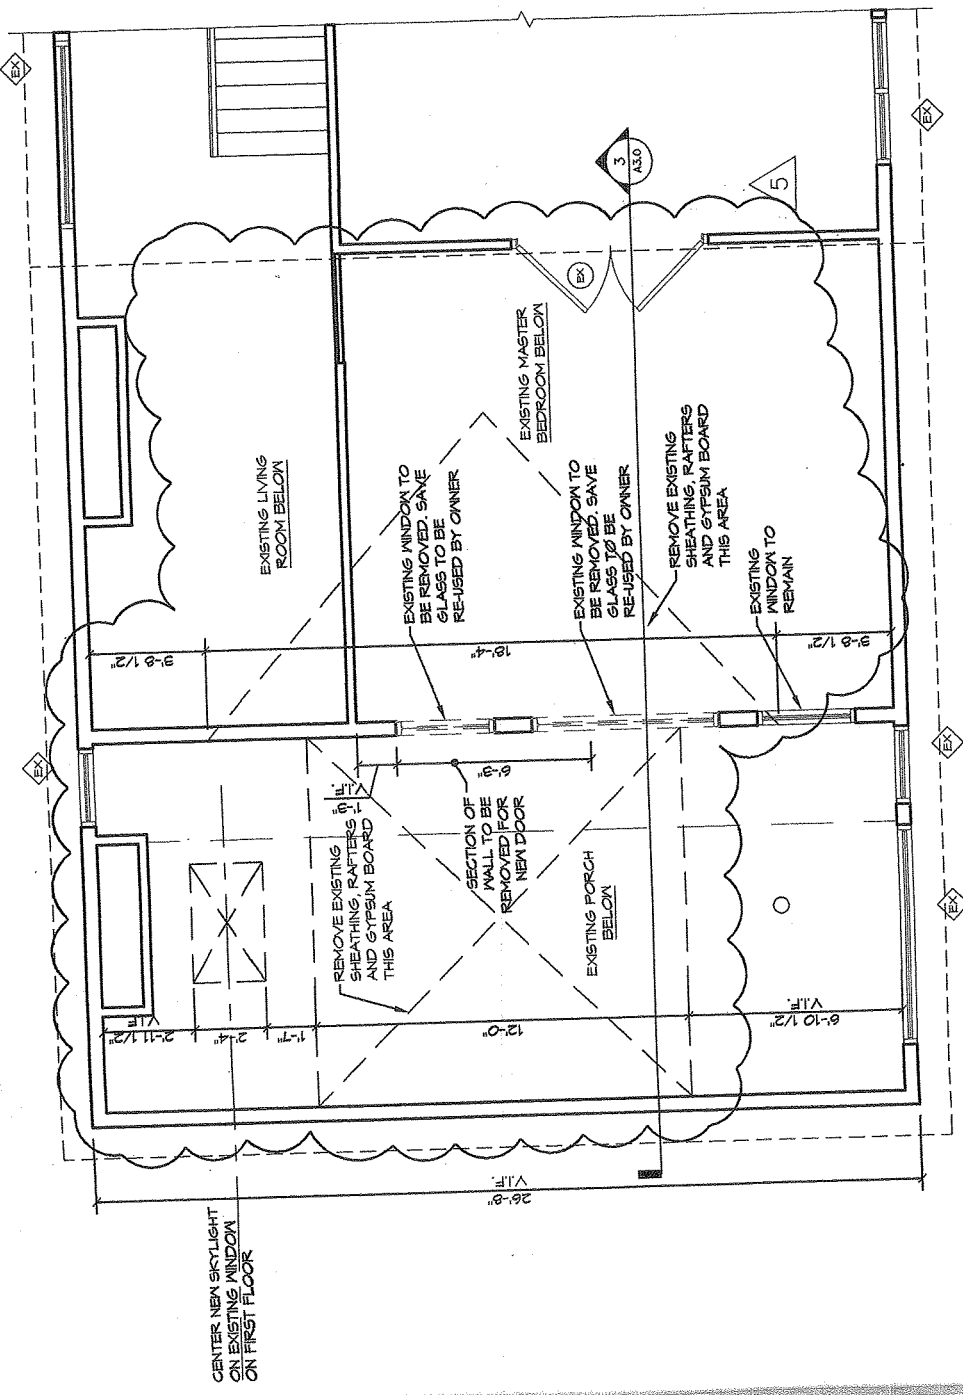 EX
EX
3
A3.0
5
EX
EXISTING MASTER
BEDROOM BELOW
EXISTING LIVING
ROOM BELOW
EXISTING WINDOW TO
BE REMOVED. SAVE
GLASS TO BE
RE-USED BY OWNER
EXISTING WINDOW TO
BE REMOVED. SAVE
GLASS TO BE
RE-USED BY OWNER
REMOVE EXISTING
SHEATHING, RAFTERS
AND GYPSUM BOARD
THIS AREA
EXISTING
WINDOW TO
REMAIN
3'-8 1/2"
18'-4"
3'-8 1/2"
EX
EX
1'-3"
V.I.F.
6'-3"
REMOVE EXISTING
SHEATHING, RAFTERS
AND GYPSUM BOARD
THIS AREA
SECTION OF
WALL TO BE
REMOVED FOR
NEW DOOR
EXISTING PORCH
BELOW
EX
2'-11 1/2"
V.I.F
2'-4"
1'-7"
12'-0"
6'-10 1/2"
V.I.F.
26'-8"
V.I.F.
CENTER NEW SKYLIGHT
ON EXISTING WINDOW
ON FIRST FLOOR